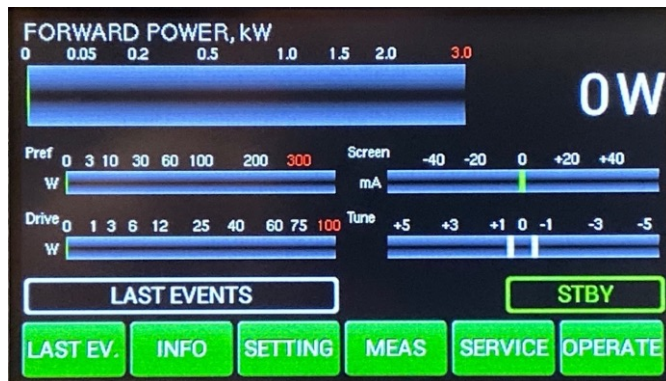 FORWARD POWER, kW
0 0.05 0.2 0.5 1.0 1.5 2.0 3.0
0W
Pref 0 3 10 30 60 100 200 300
W
Screen -40 -20 0 +20 +40
mA
Drive 0 1 3 6 12 25 40 60 75 100
W
Tune +5 +3 +1 0 -1 -3 -5
LAST EVENTS
STBY
LAST EV. INFO SETTING MEAS SERVICE OPERATE